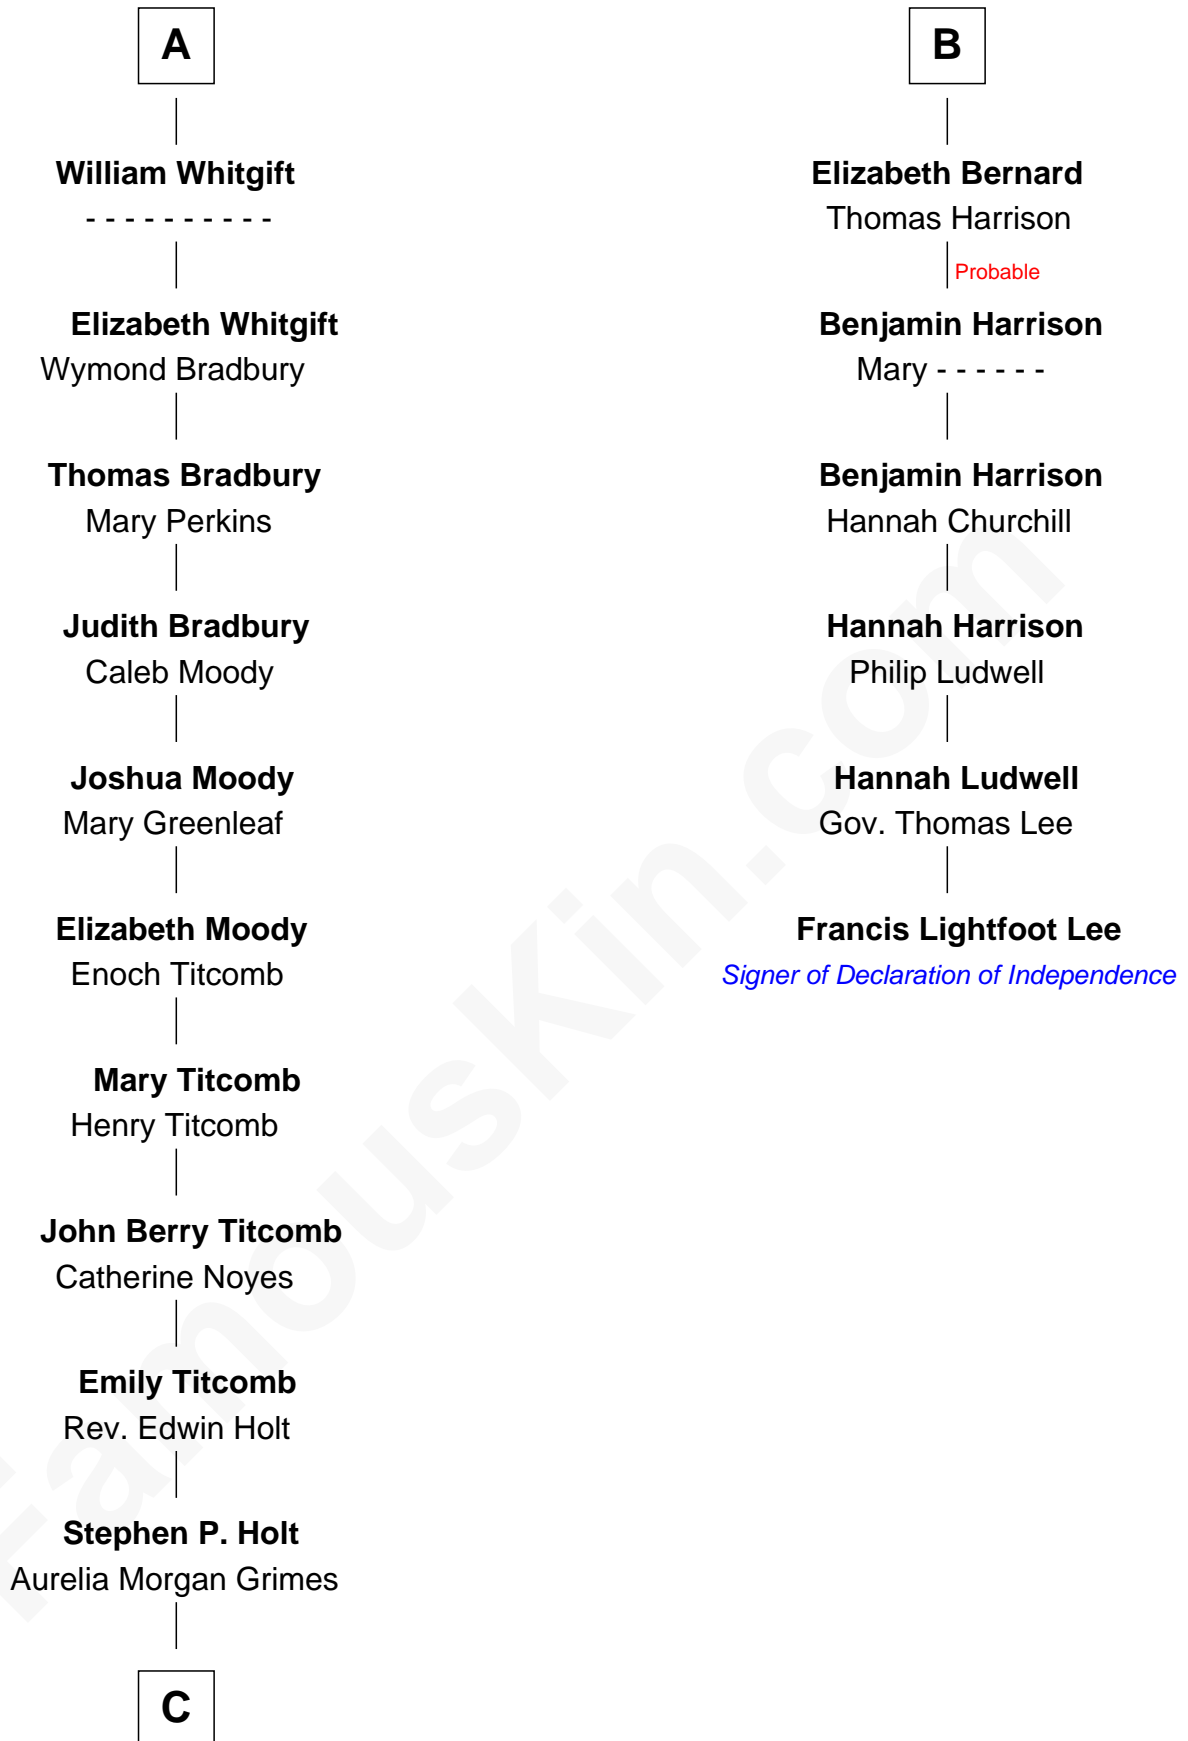 A
William Whitgift
- - - - - - - - - -
Elizabeth Whitgift
Wymond Bradbury
Thomas Bradbury
Mary Perkins
Judith Bradbury
Caleb Moody
Joshua Moody
Mary Greenleaf
Elizabeth Moody
Enoch Titcomb
Mary Titcomb
Henry Titcomb
John Berry Titcomb
Catherine Noyes
Emily Titcomb
Rev. Edwin Holt
Stephen P. Holt
Aurelia Morgan Grimes
C
B
Elizabeth Bernard
Thomas Harrison
Probable
Benjamin Harrison
Mary - - - - - -
Benjamin Harrison
Hannah Churchill
Hannah Harrison
Philip Ludwell
Hannah Ludwell
Gov. Thomas Lee
Francis Lightfoot Lee
Signer of Declaration of Independence
FamousKin.com